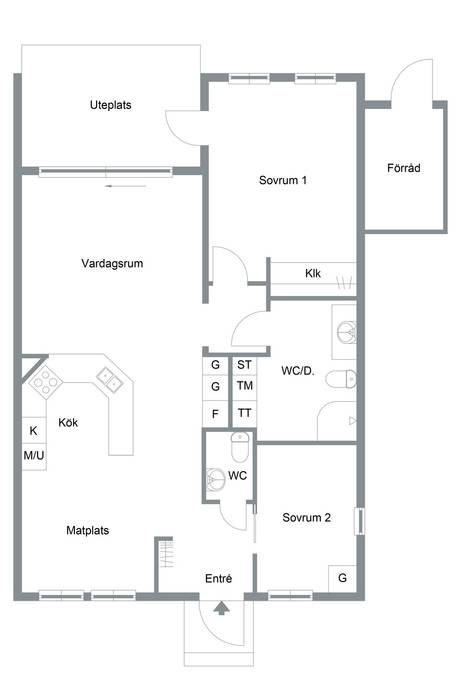 Uteplats
Sovrum 1
Förråd
Vardagsrum
Klk
G
ST
WC/D.
G
TM
F
TT
Kök
K
M/U
WC
Sovrum 2
Matplats
Entré
G